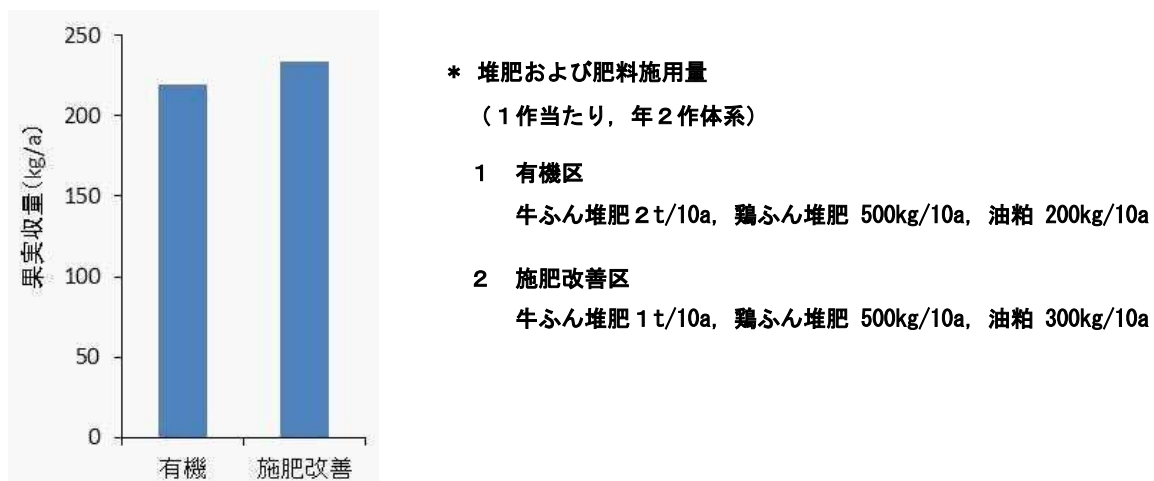 250
200
150
100
50
0
果実収量(kg/a)
有機 施肥改善
* 堆肥および肥料施用量
(1作当たり,年2作体系)
1 有機区
牛ふん堆肥2t/10a,鶏ふん堆肥 500kg/10a,油粕 200kg/10a
2 施肥改善区
牛ふん堆肥1t/10a,鶏ふん堆肥 500kg/10a,油粕 300kg/10a